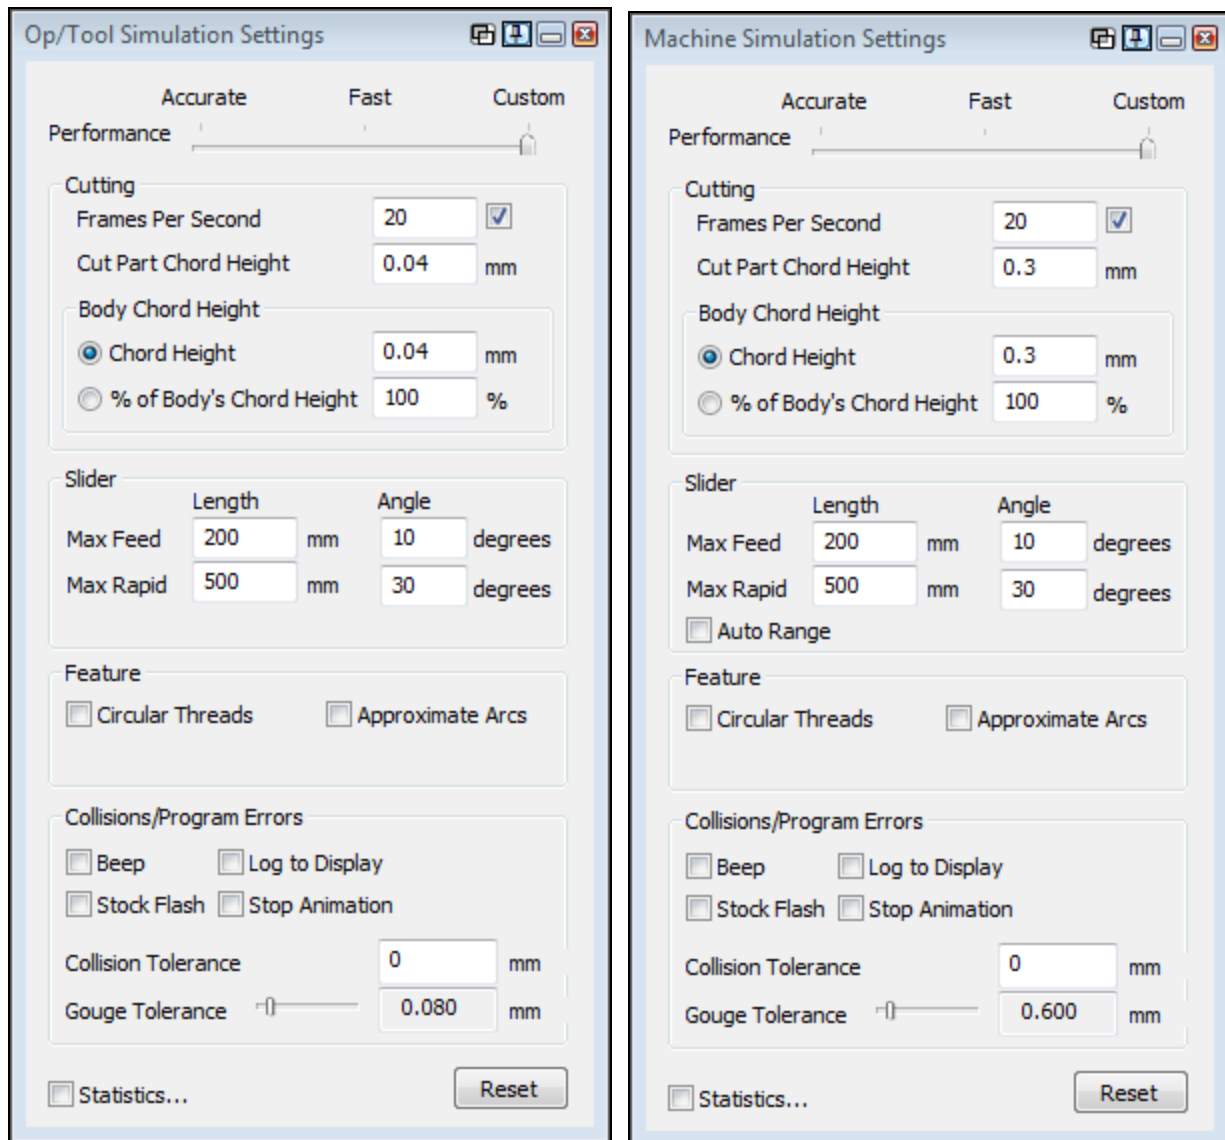 Op/Tool Simulation Settings
Accurate Fast Custom
Performance
Cutting
Frames Per Second 20
Cut Part Chord Height 0.04 mm
Body Chord Height
Chord Height 0.04 mm
% of Body's Chord Height 100 %
Slider
Length Angle
Max Feed 200 mm 10 degrees
Max Rapid 500 mm 30 degrees
Feature
Circular Threads Approximate Arcs
Collisions/Program Errors
Beep Log to Display
Stock Flash Stop Animation
Collision Tolerance 0 mm
Gouge Tolerance 0.080 mm
Statistics... Reset
Machine Simulation Settings
Accurate Fast Custom
Performance
Cutting
Frames Per Second 20
Cut Part Chord Height 0.3 mm
Body Chord Height
Chord Height 0.3 mm
% of Body's Chord Height 100 %
Slider
Length Angle
Max Feed 200 mm 10 degrees
Max Rapid 500 mm 30 degrees
Auto Range
Feature
Circular Threads Approximate Arcs
Collisions/Program Errors
Beep Log to Display
Stock Flash Stop Animation
Collision Tolerance 0 mm
Gouge Tolerance 0.600 mm
Statistics... Reset